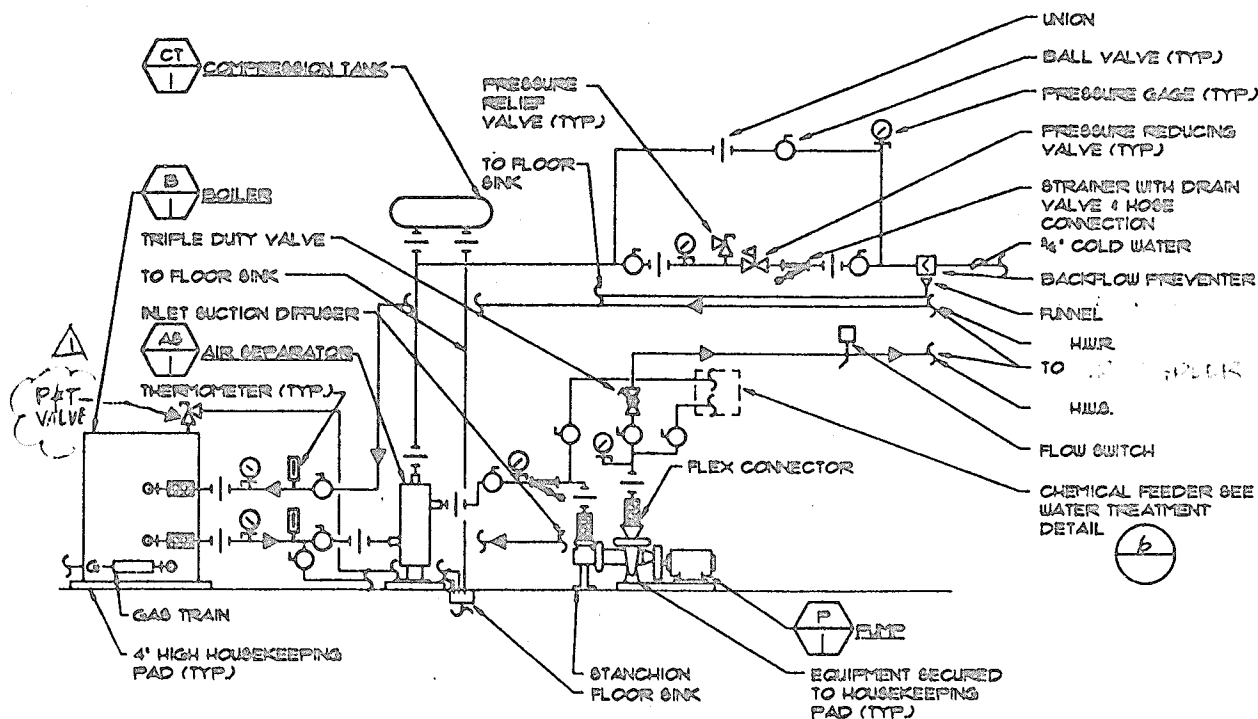 CT
1
COMPRESSION TANK
B
1
BOILER
TRIPLE DUTY VALVE
TO FLOOR SINK
INLET SUCTION DIFFUSER
AS
1
AIR SEPARATOR
THERMOMETER (TYP.)
1
P&T
VALVE
GAS TRAIN
4" HIGH HOUSEKEEPING
PAD (TYP.)
PRESSURE
RELIEF
VALVE (TYP.)
TO FLOOR
SINK
FLEX CONNECTOR
STANCHION
FLOOR SINK
P
1
PUMP
EQUIPMENT SECURED
TO HOUSEKEEPING
PAD (TYP.)
UNION
BALL VALVE (TYP.)
PRESSURE GAGE (TYP.)
PRESSURE REDUCING
VALVE (TYP.)
STRAINER WITH DRAIN
VALVE & HOSE
CONNECTION
3/4" COLD WATER
BACKFLOW PREVENTER
FUNNEL
H.W.R.
TO
H.W.S.
FLOW SWITCH
CHEMICAL FEEDER SEE
WATER TREATMENT
DETAIL
6